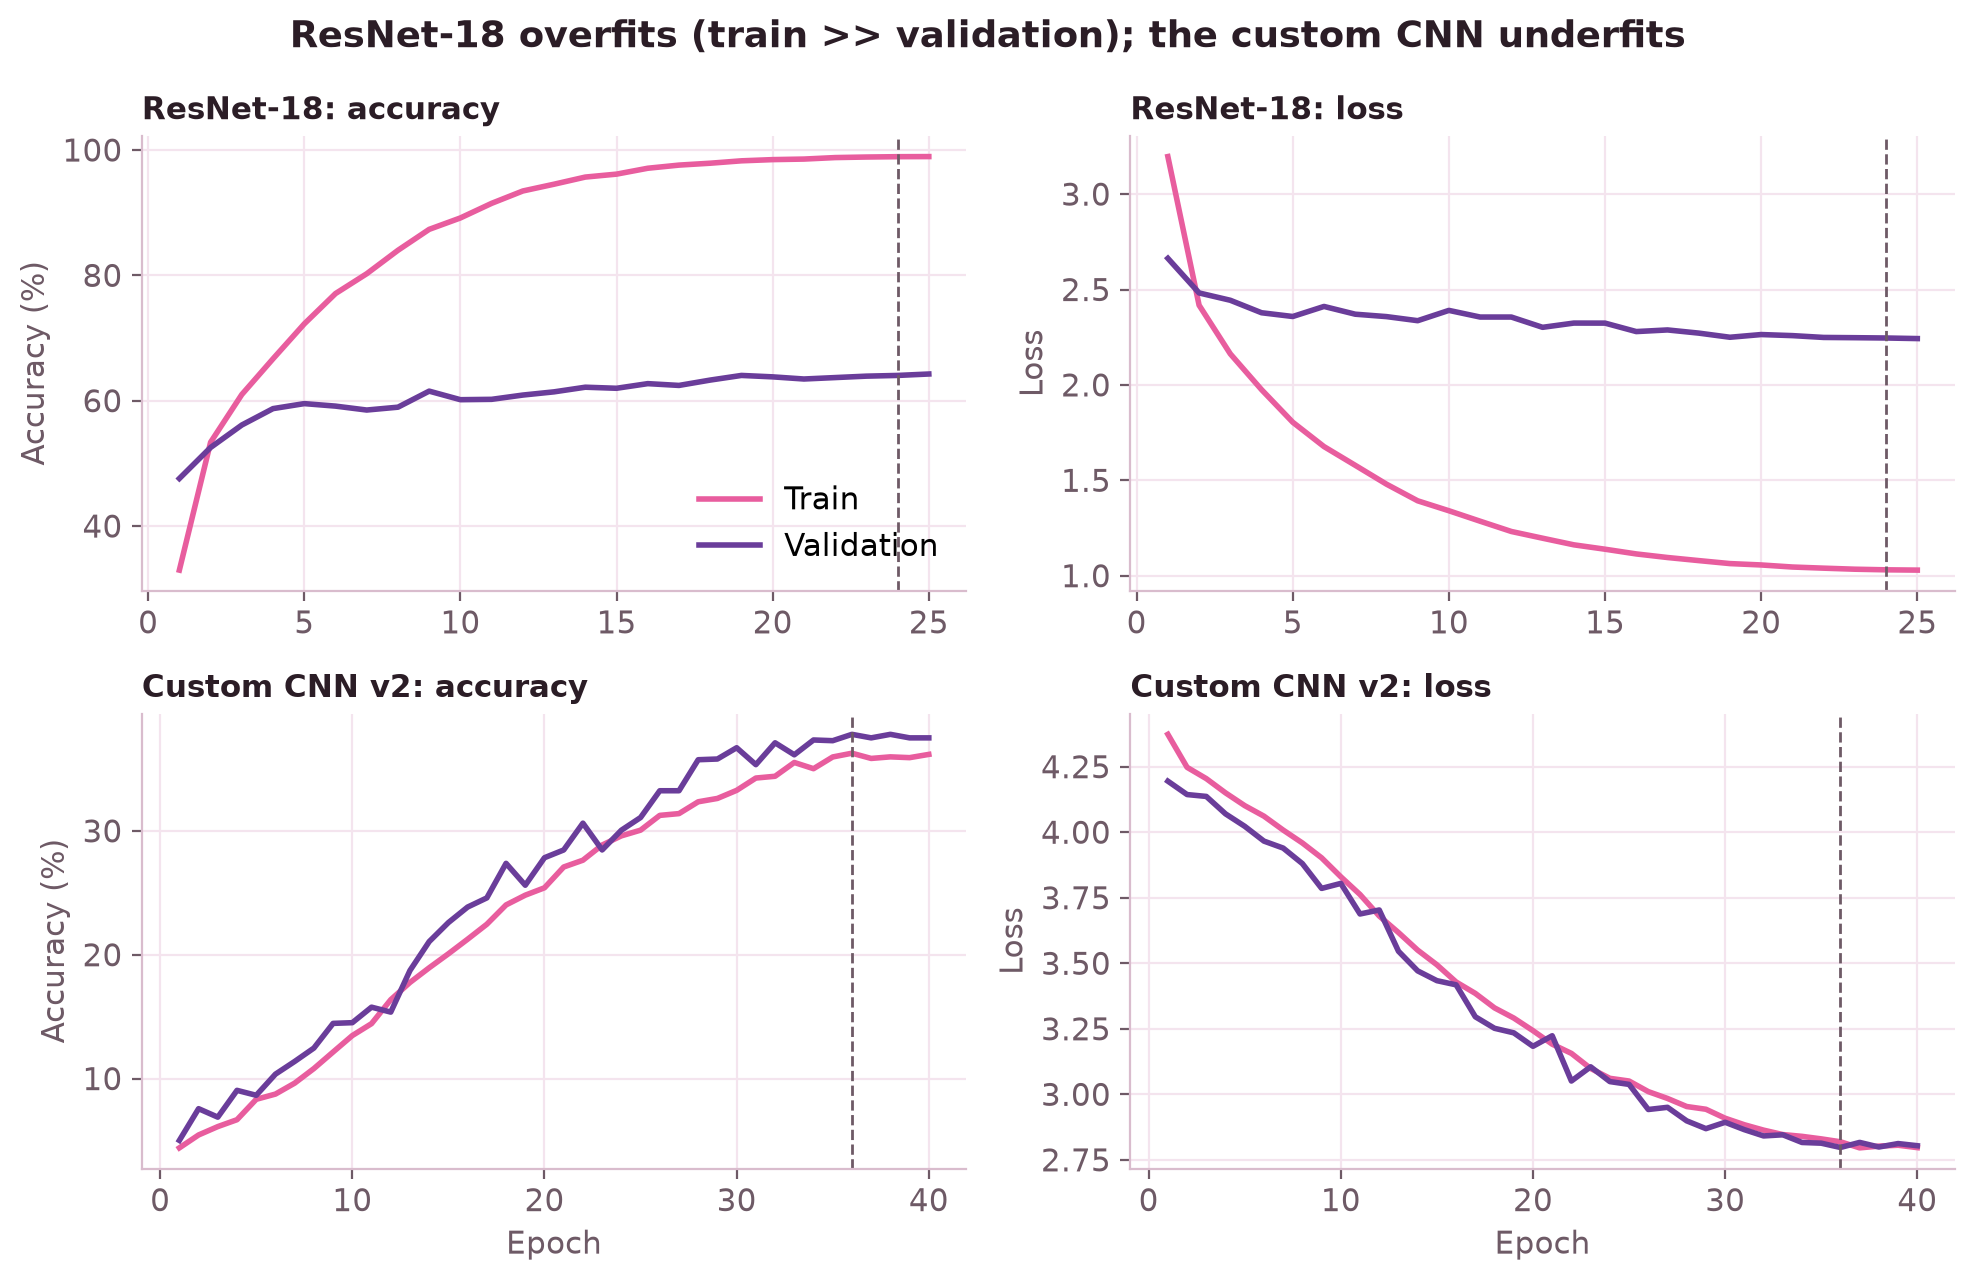 ResNet-18 overfits (train >> validation); the custom CNN underfits
ResNet-18: accuracy
Accuracy (%)
100
80
60
40
0 5 10 15 20 25
Train
Validation
ResNet-18: loss
Loss
3.0
2.5
2.0
1.5
1.0
0 5 10 15 20 25
Custom CNN v2: accuracy
Accuracy (%)
30
20
10
0 10 20 30 40
Epoch
Custom CNN v2: loss
Loss
4.25
4.00
3.75
3.50
3.25
3.00
2.75
0 10 20 30 40
Epoch